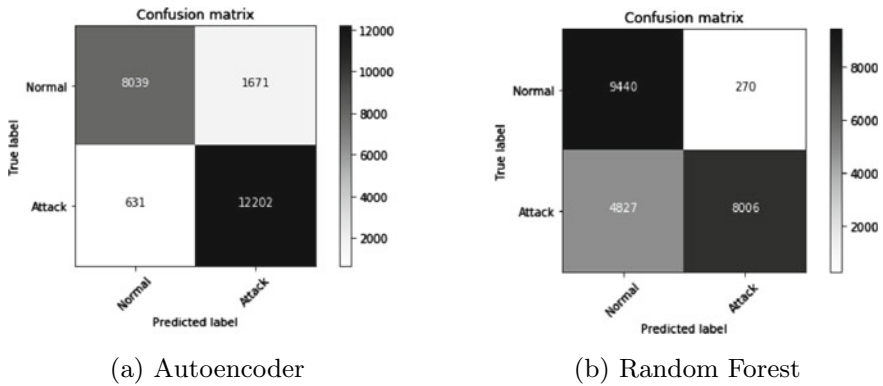 Confusion matrix
Normal
Attack
True label
8039
1671
631
12202
Normal
Attack
Predicted label
12000
10000
8000
6000
4000
2000
(a) Autoencoder
Confusion matrix
Normal
Attack
True label
9440
270
4827
8006
Normal
Attack
Predicted label
8000
6000
4000
2000
(b) Random Forest